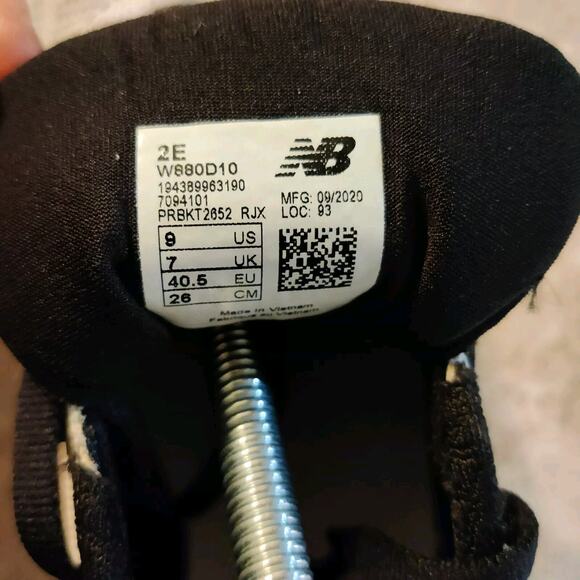 2E
W880D10
194389963190
7094101
PRBKT2652 RJX
NB
MFG: 09/2020
LOC: 93
9 US
7 UK
40.5 EU
26 CM
Made in Vietnam
Fabriqué au Vietnam